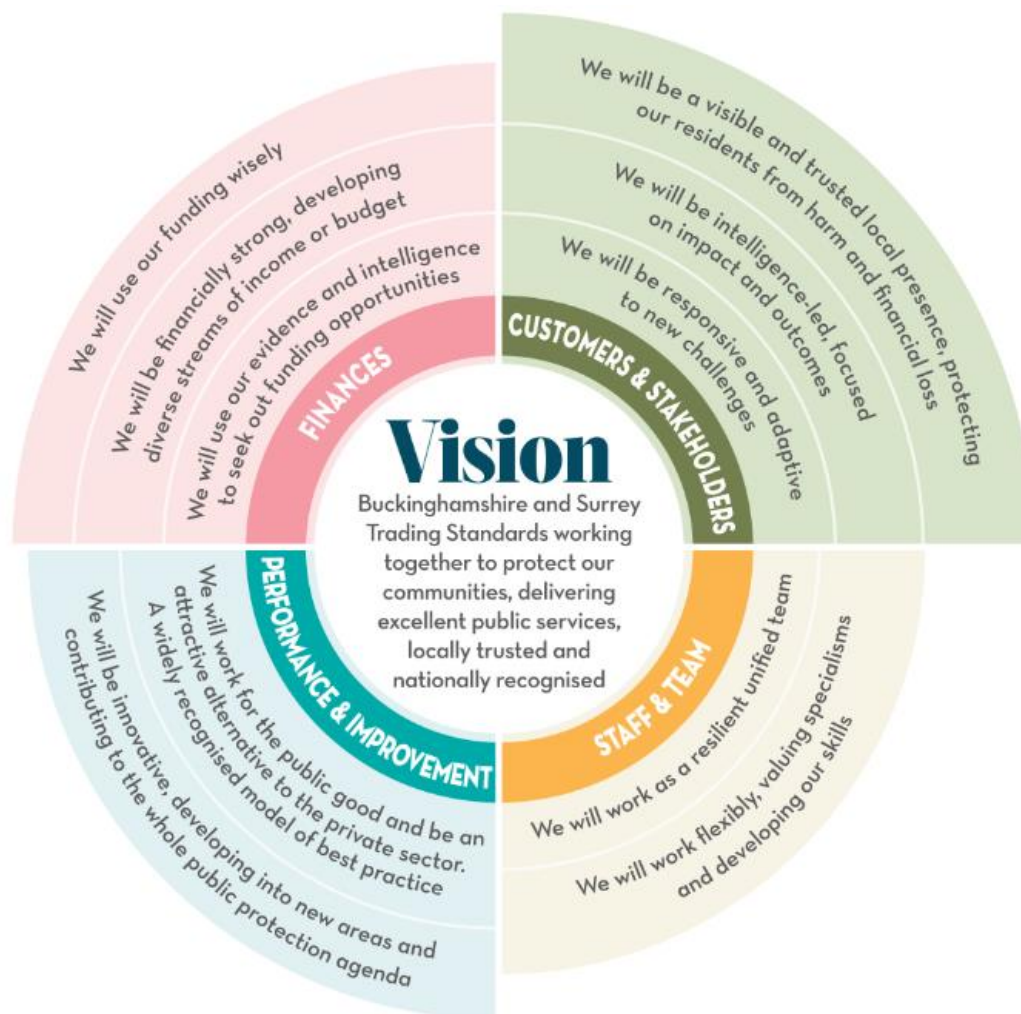 Vision
Buckinghamshire and Surrey
Trading Standards working
together to protect our
communities, delivering
excellent public services,
locally trusted and
nationally recognised
FINANCES
We will use our funding wisely
We will be financially strong, developing
diverse streams of income or budget
We will use our evidence and intelligence
to seek out funding opportunities
CUSTOMERS & STAKEHOLDERS
We will be a visible and trusted local presence, protecting
our residents from harm and financial loss
We will be intelligence-led, focused
on impact and outcomes
We will be responsive and adaptive
to new challenges
STAFF & TEAM
We will work as a resilient unified team
We will work flexibly, valuing specialisms
and developing our skills
PERFORMANCE & IMPROVEMENT
We will work for the public good and be an
attractive alternative to the private sector.
A widely recognised model of best practice
We will be innovative, developing into new areas and
contributing to the whole public protection agenda